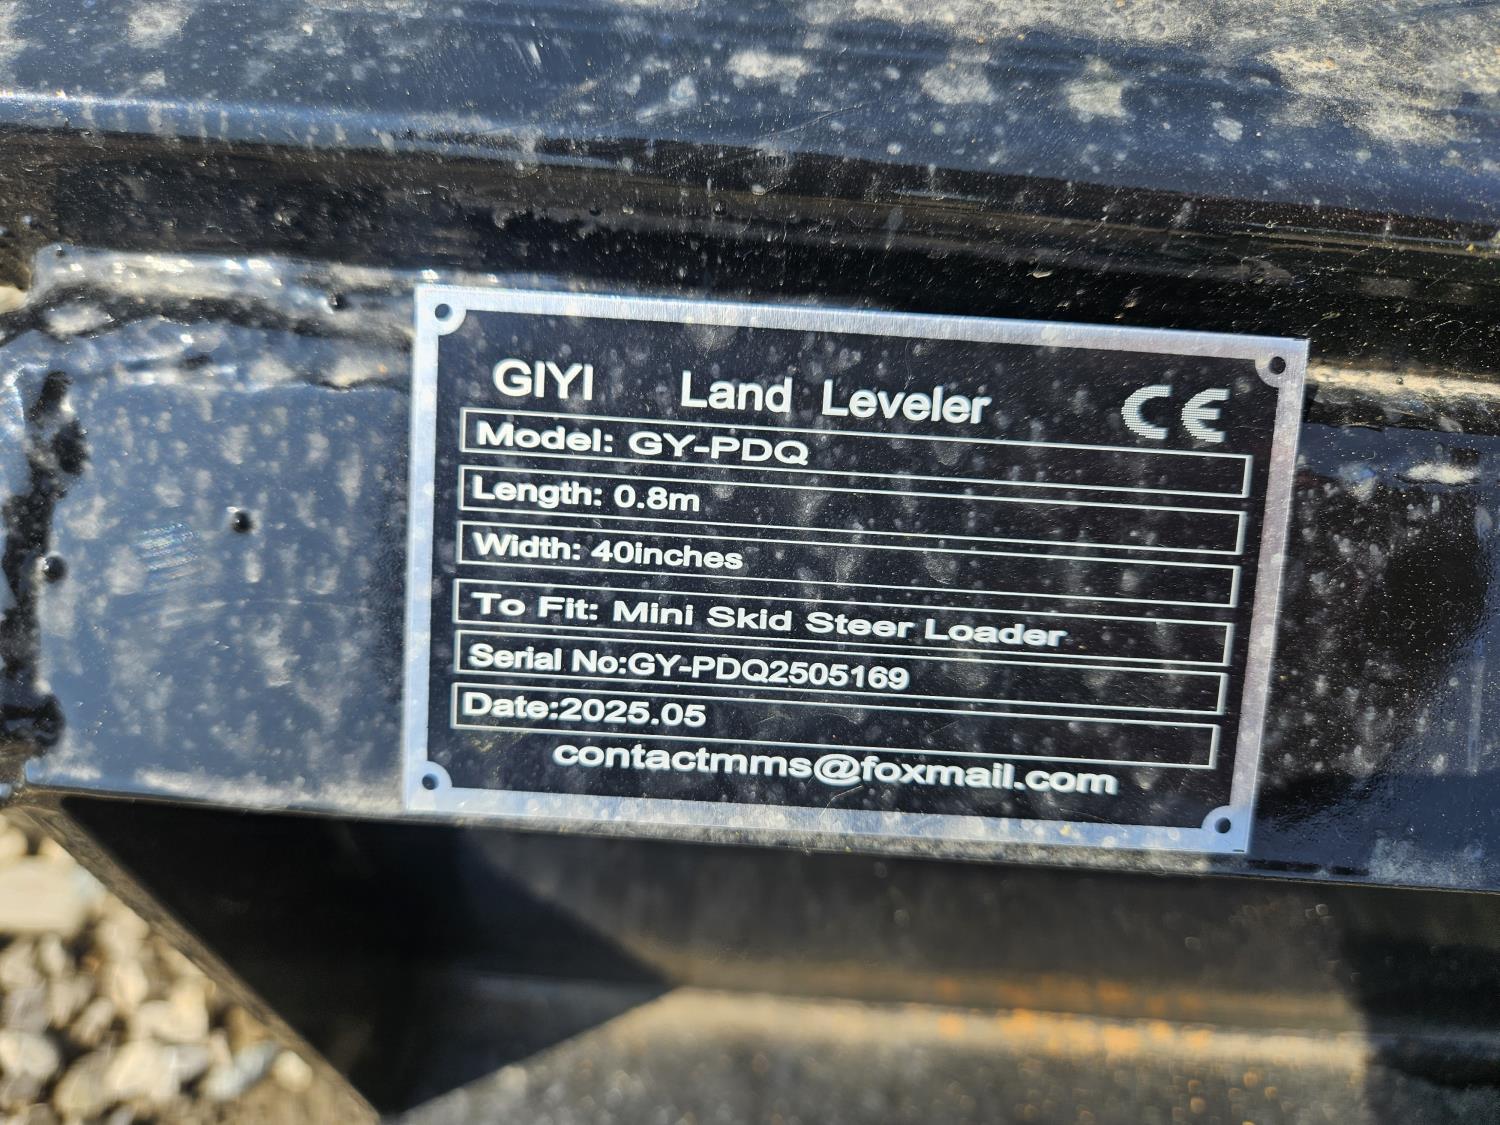 GIYI Land Leveler CE
Model: GY-PDQ
Length: 0.8m
Width: 40inches
To Fit: Mini Skid Steer Loader
Serial No:GY-PDQ2505169
Date:2025.05
contactmms@foxmail.com